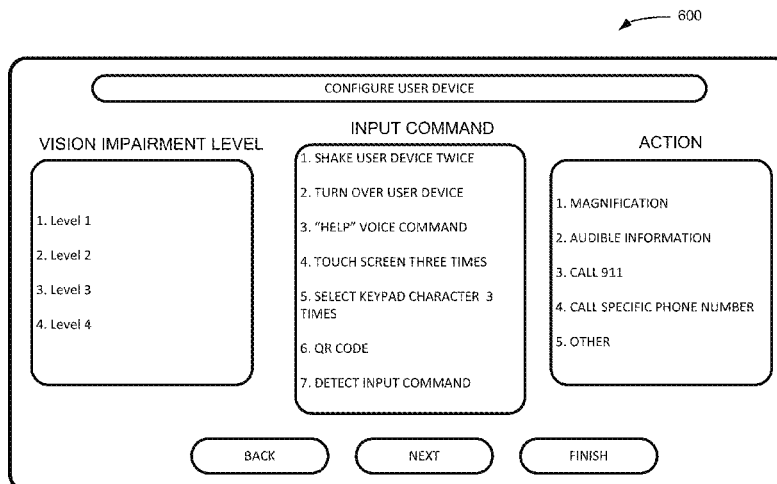 600
CONFIGURE USER DEVICE
VISION IMPAIRMENT LEVEL
1. Level 1
2. Level 2
3. Level 3
4. Level 4
INPUT COMMAND
1. SHAKE USER DEVICE TWICE
2. TURN OVER USER DEVICE
3. “HELP” VOICE COMMAND
4. TOUCH SCREEN THREE TIMES
5. SELECT KEYPAD CHARACTER 3
TIMES
6. QR CODE
7. DETECT INPUT COMMAND
ACTION
1. MAGNIFICATION
2. AUDIBLE INFORMATION
3. CALL 911
4. CALL SPECIFIC PHONE NUMBER
5. OTHER
BACK
NEXT
FINISH